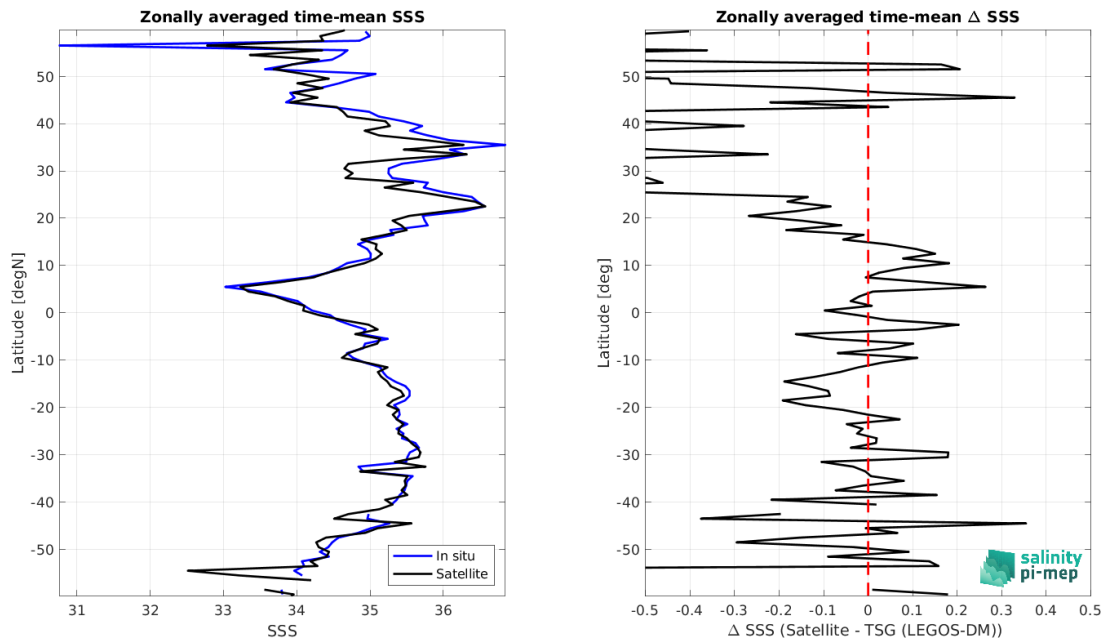 Zonally averaged time-mean SSS
Latitude [degN]
50
40
30
20
10
0
-10
-20
-30
-40
-50
31 32 33 34 35 36
SSS
In situ
Satellite
Zonally averaged time-mean Δ SSS
Latitude [deg]
50
40
30
20
10
0
-10
-20
-30
-40
-50
-0.5 -0.4 -0.3 -0.2 -0.1 0 0.1 0.2 0.3 0.4 0.5
Δ SSS (Satellite - TSG (LEGOS-DM))
salinity
pi-mep